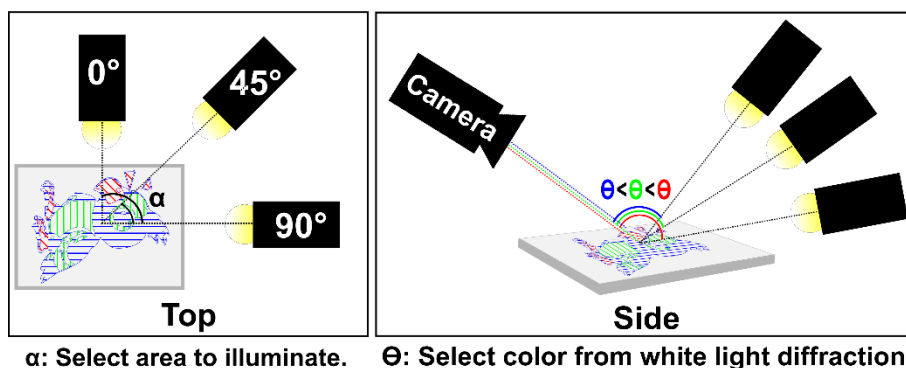 0°
45°
α
90°
Top
Camera
Θ<Θ<Θ
Side
α: Select area to illuminate.
Θ: Select color from white light diffraction